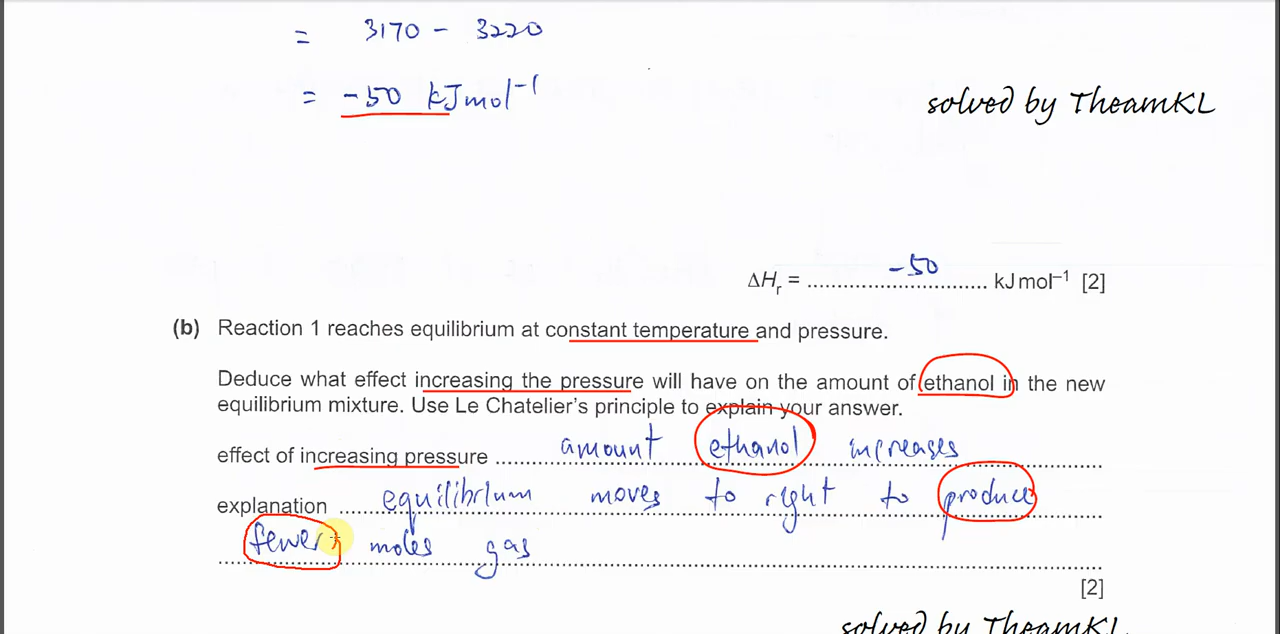 = 3170 - 3220
= -50 kJmol⁻¹
solved by TheamKL
ΔHᵣ = .......... -50 .......... kJ mol⁻¹ [2]
(b) Reaction 1 reaches equilibrium at constant temperature and pressure.
Deduce what effect increasing the pressure will have on the amount of ethanol in the new
equilibrium mixture. Use Le Chatelier's principle to explain your answer.
effect of increasing pressure .......... amount ethanol increases
explanation .......... equilibrium moves to right to produce
fewer moles gas
[2]
solved by TheamKL